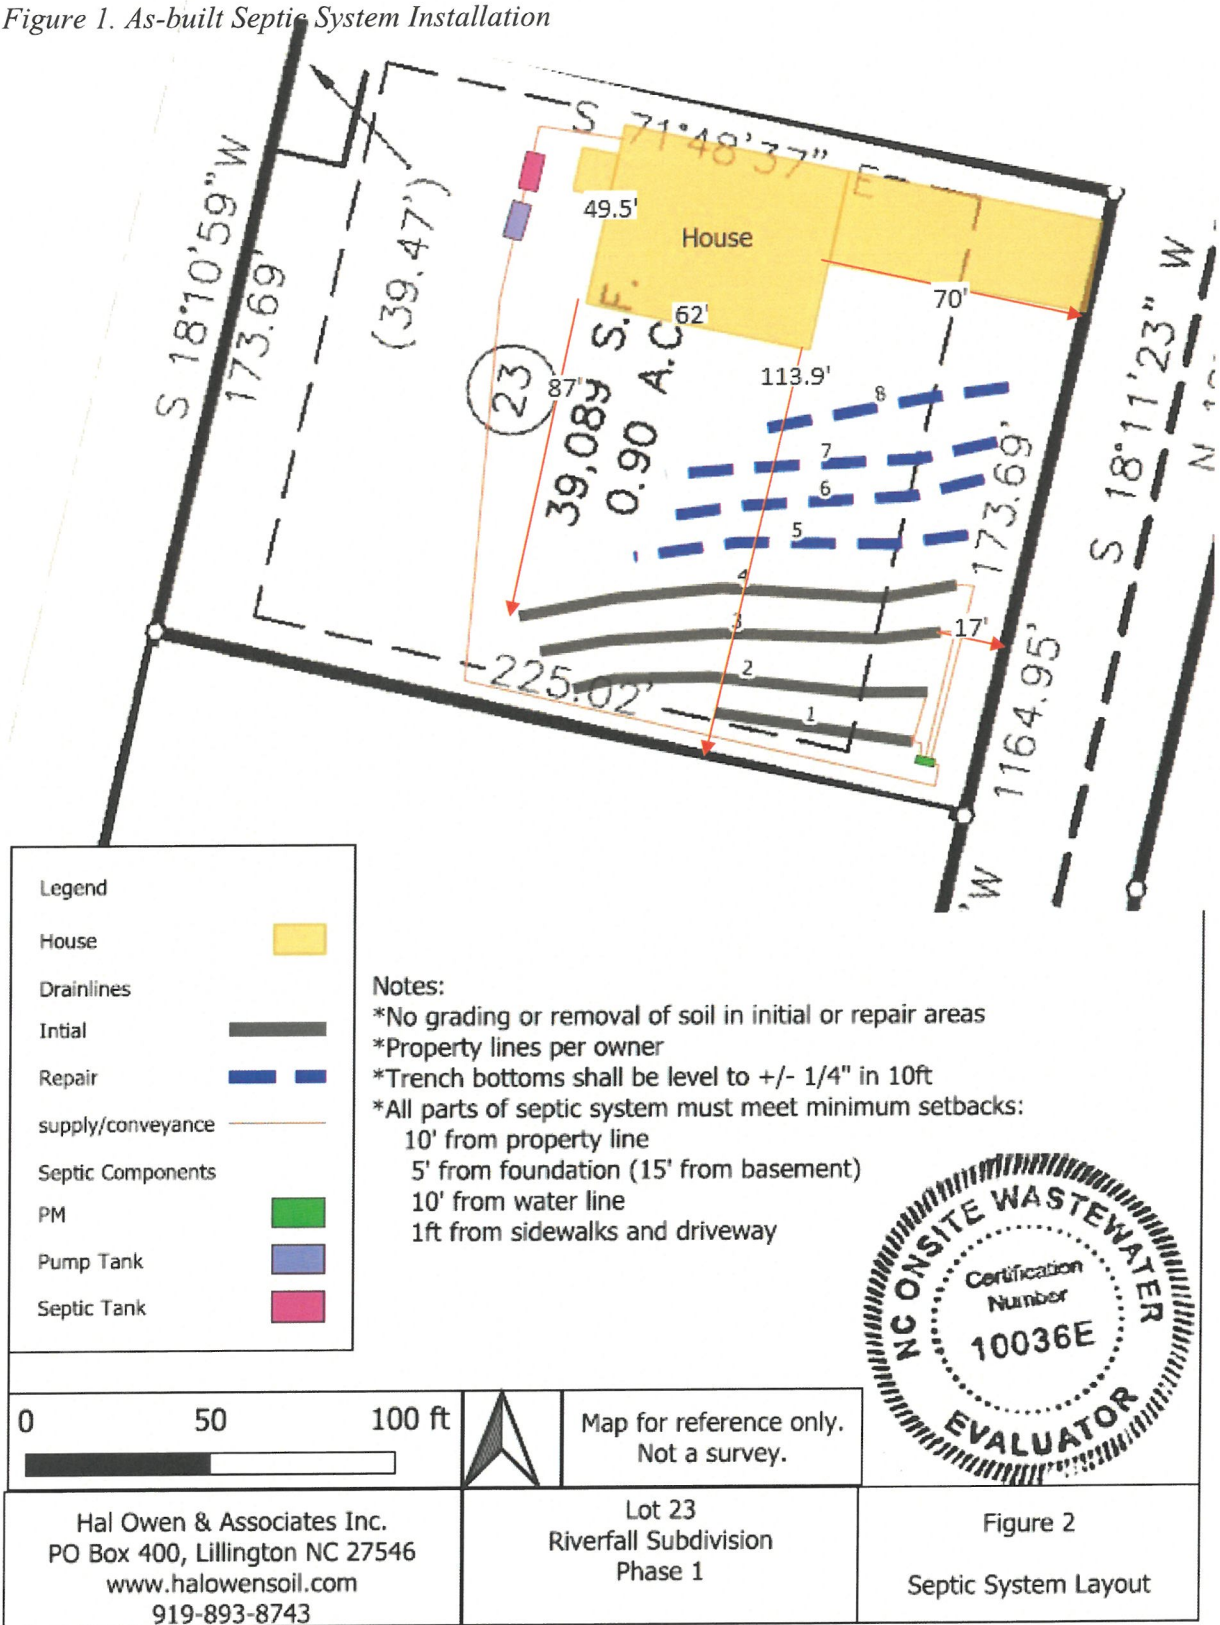 Figure 1. As-built Septic System Installation
S 71°48'37" E
S 18°10'59"W
173.69'
(39.47')
49.5'
House
62'
70'
23
87'
39,089 S.F.
0.90 A.C
113.9'
8
7
6
5
4
3
2
1
173.69'
17'
225.02'
S 18°11'23" W
1164.95'
N
'W
Legend
House
Drainlines
Intial
Repair
supply/conveyance
Septic Components
PM
Pump Tank
Septic Tank
Notes:
*No grading or removal of soil in initial or repair areas
*Property lines per owner
*Trench bottoms shall be level to +/- 1/4" in 10ft
*All parts of septic system must meet minimum setbacks:
10' from property line
5' from foundation (15' from basement)
10' from water line
1ft from sidewalks and driveway
NC ONSITE WASTEWATER
Certification
Number
10036E
EVALUATOR
0 50 100 ft
Map for reference only.
Not a survey.
Hal Owen & Associates Inc.
PO Box 400, Lillington NC 27546
www.halowensoil.com
919-893-8743
Lot 23
Riverfall Subdivision
Phase 1
Figure 2
Septic System Layout